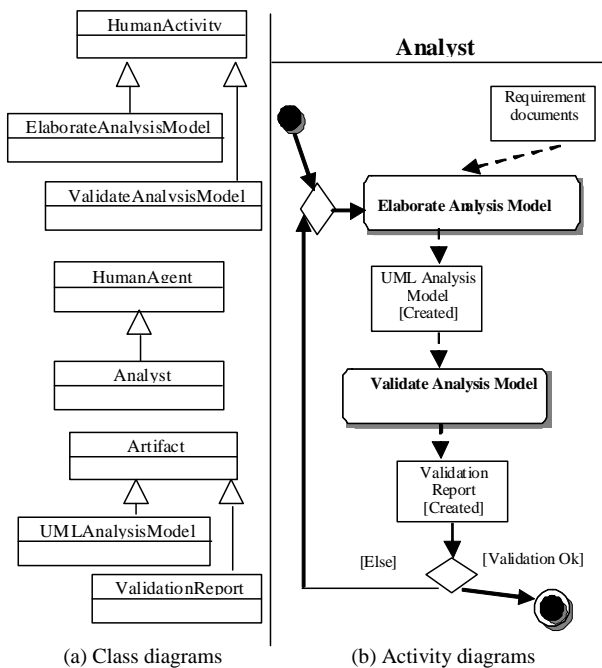 HumanActivity
ElaborateAnalysisModel
ValidateAnalysisModel
HumanAgent
Analyst
Artifact
UMLAnalysisModel
ValidationReport
(a) Class diagrams
Analyst
Requirement
documents
Elaborate Analysis Model
UML Analysis
Model
[Created]
Validate Analysis Model
Validation
Report
[Created]
[Else]
[Validation Ok]
(b) Activity diagrams